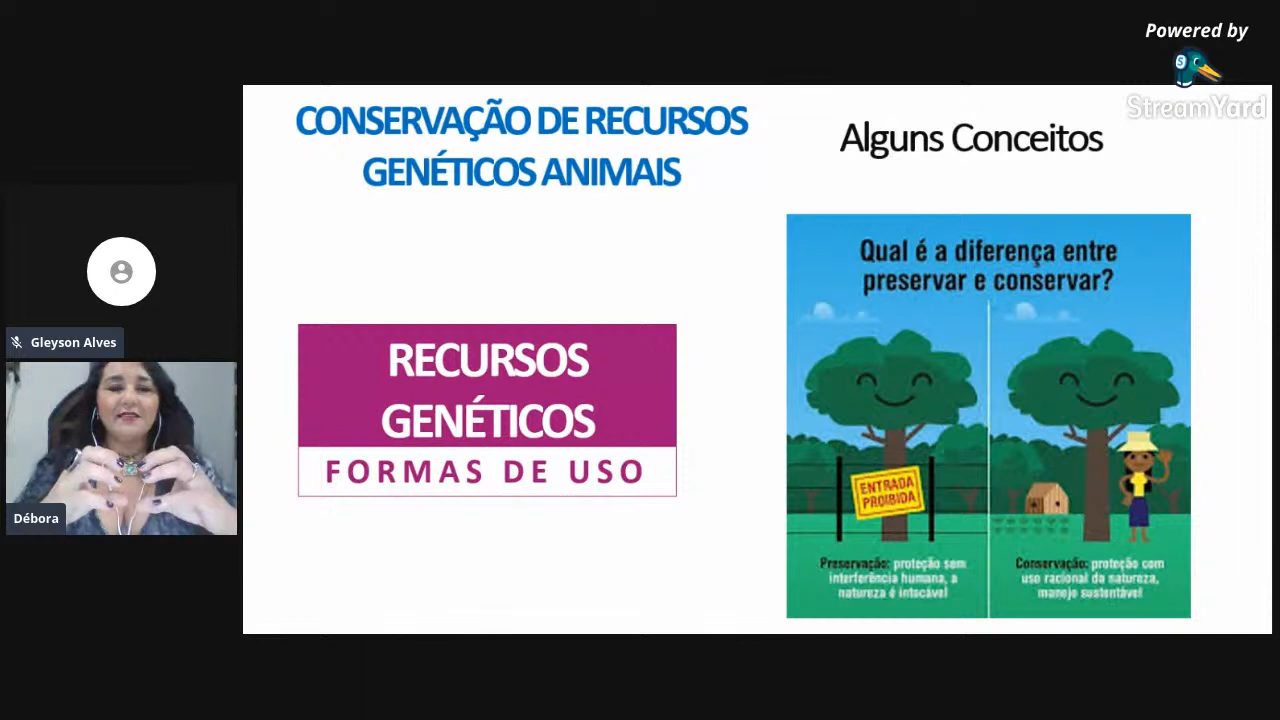 Powered by
StreamYard
CONSERVAÇÃO DE RECURSOS
GENÉTICOS ANIMAIS
Alguns Conceitos
Qual é a diferença entre
preservar e conservar?
RECURSOS
GENÉTICOS
FORMAS DE USO
ENTRADA
PROIBIDA
Preservação: proteção sem
interferência humana, a
natureza é intocável
Conservação: proteção com
uso racional da natureza,
manejo sustentável
Gleyson Alves
Débora